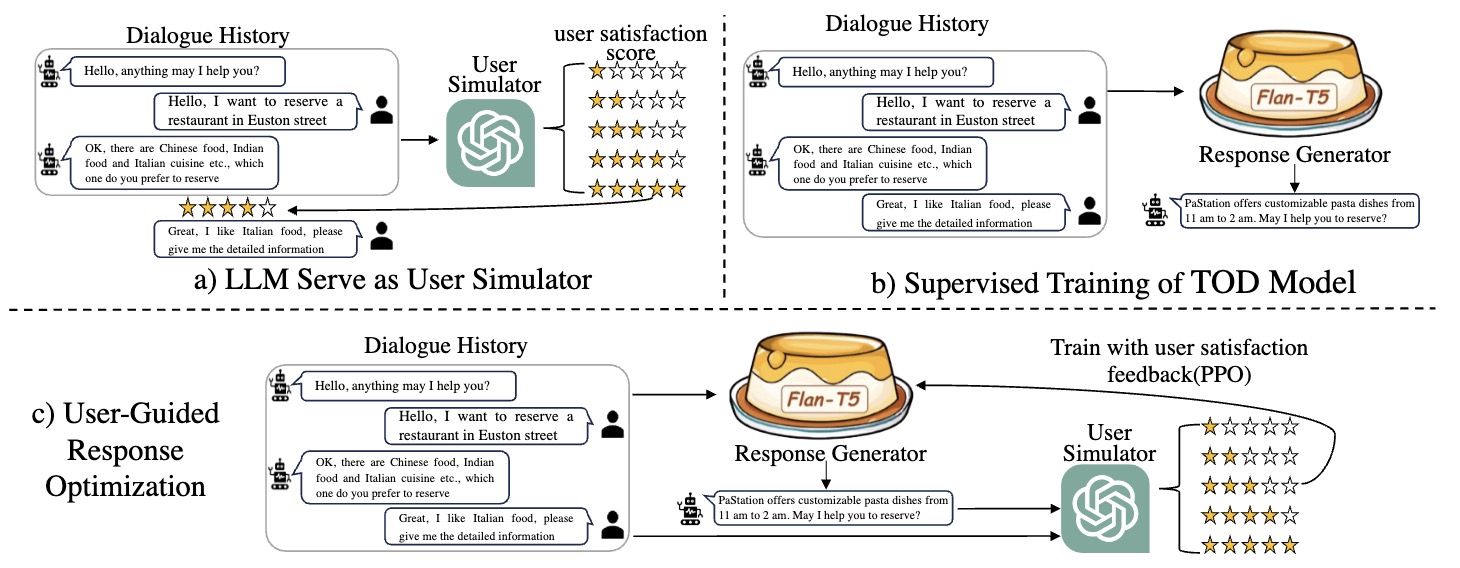 Dialogue History
Hello, anything may I help you?
Hello, I want to reserve a
restaurant in Euston street
OK, there are Chinese food, Indian
food and Italian cuisine etc., which
one do you prefer to reserve
Great, I like Italian food, please
give me the detailed information
User
Simulator
user satisfaction
score
a) LLM Serve as User Simulator
Dialogue History
Hello, anything may I help you?
Hello, I want to reserve a
restaurant in Euston street
OK, there are Chinese food, Indian
food and Italian cuisine etc., which
one do you prefer to reserve
Great, I like Italian food, please
give me the detailed information
Flan-T5
Response Generator
PaStation offers customizable pasta dishes from
11 am to 2 am. May I help you to reserve?
b) Supervised Training of TOD Model
c) User-Guided
Response
Optimization
Dialogue History
Hello, anything may I help you?
Hello, I want to reserve a
restaurant in Euston street
OK, there are Chinese food, Indian
food and Italian cuisine etc., which
one do you prefer to reserve
Great, I like Italian food, please
give me the detailed information
Flan-T5
Response Generator
PaStation offers customizable pasta dishes from
11 am to 2 am. May I help you to reserve?
Train with user satisfaction
feedback(PPO)
User
Simulator